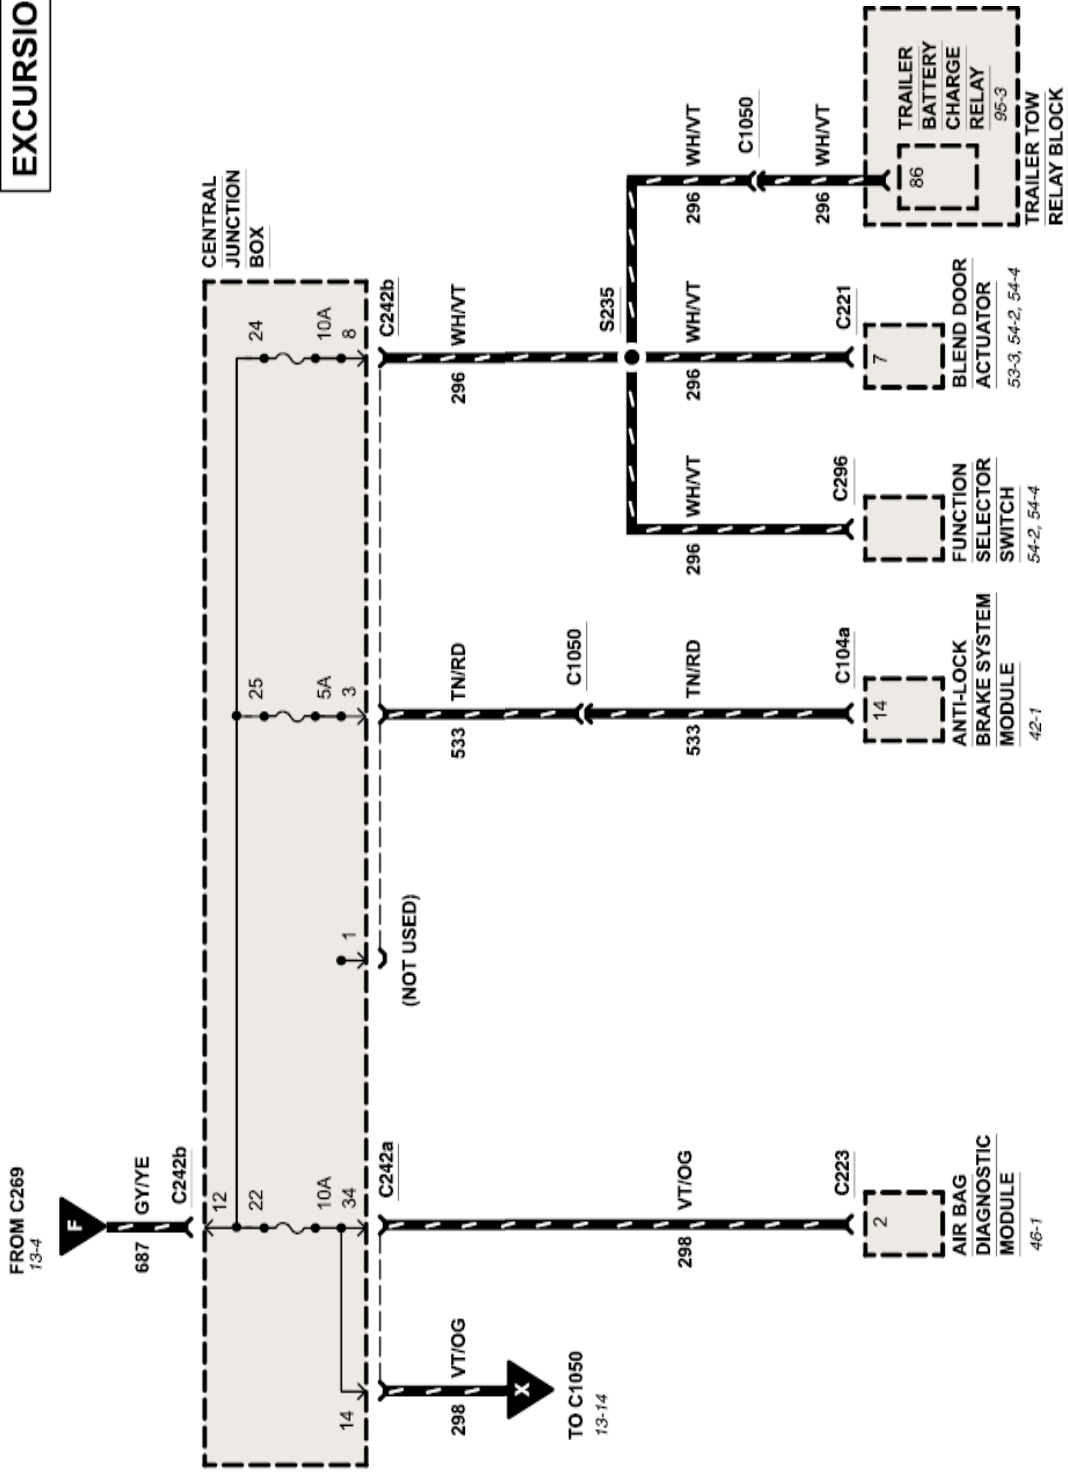 EXCURSIO
FROM C269
13-4
F
687
GY/YE
C242b
CENTRAL
JUNCTION
BOX
12
22
10A
34
14
25
5A
3
24
10A
8
1
(NOT USED)
C242a
C242b
298
VT/OG
X
TO C1050
13-14
298
VT/OG
C223
2
AIR BAG
DIAGNOSTIC
MODULE
46-1
533
TN/RD
C1050
533
TN/RD
C104a
14
ANTI-LOCK
BRAKE SYSTEM
MODULE
42-1
296
WH/VT
S235
296
WH/VT
C296
FUNCTION
SELECTOR
SWITCH
54-2, 54-4
296
WH/VT
C221
7
BLEND DOOR
ACTUATOR
53-3, 54-2, 54-4
296
WH/VT
C1050
296
WH/VT
86
TRAILER
BATTERY
CHARGE
RELAY
95-3
TRAILER TOW
RELAY BLOCK